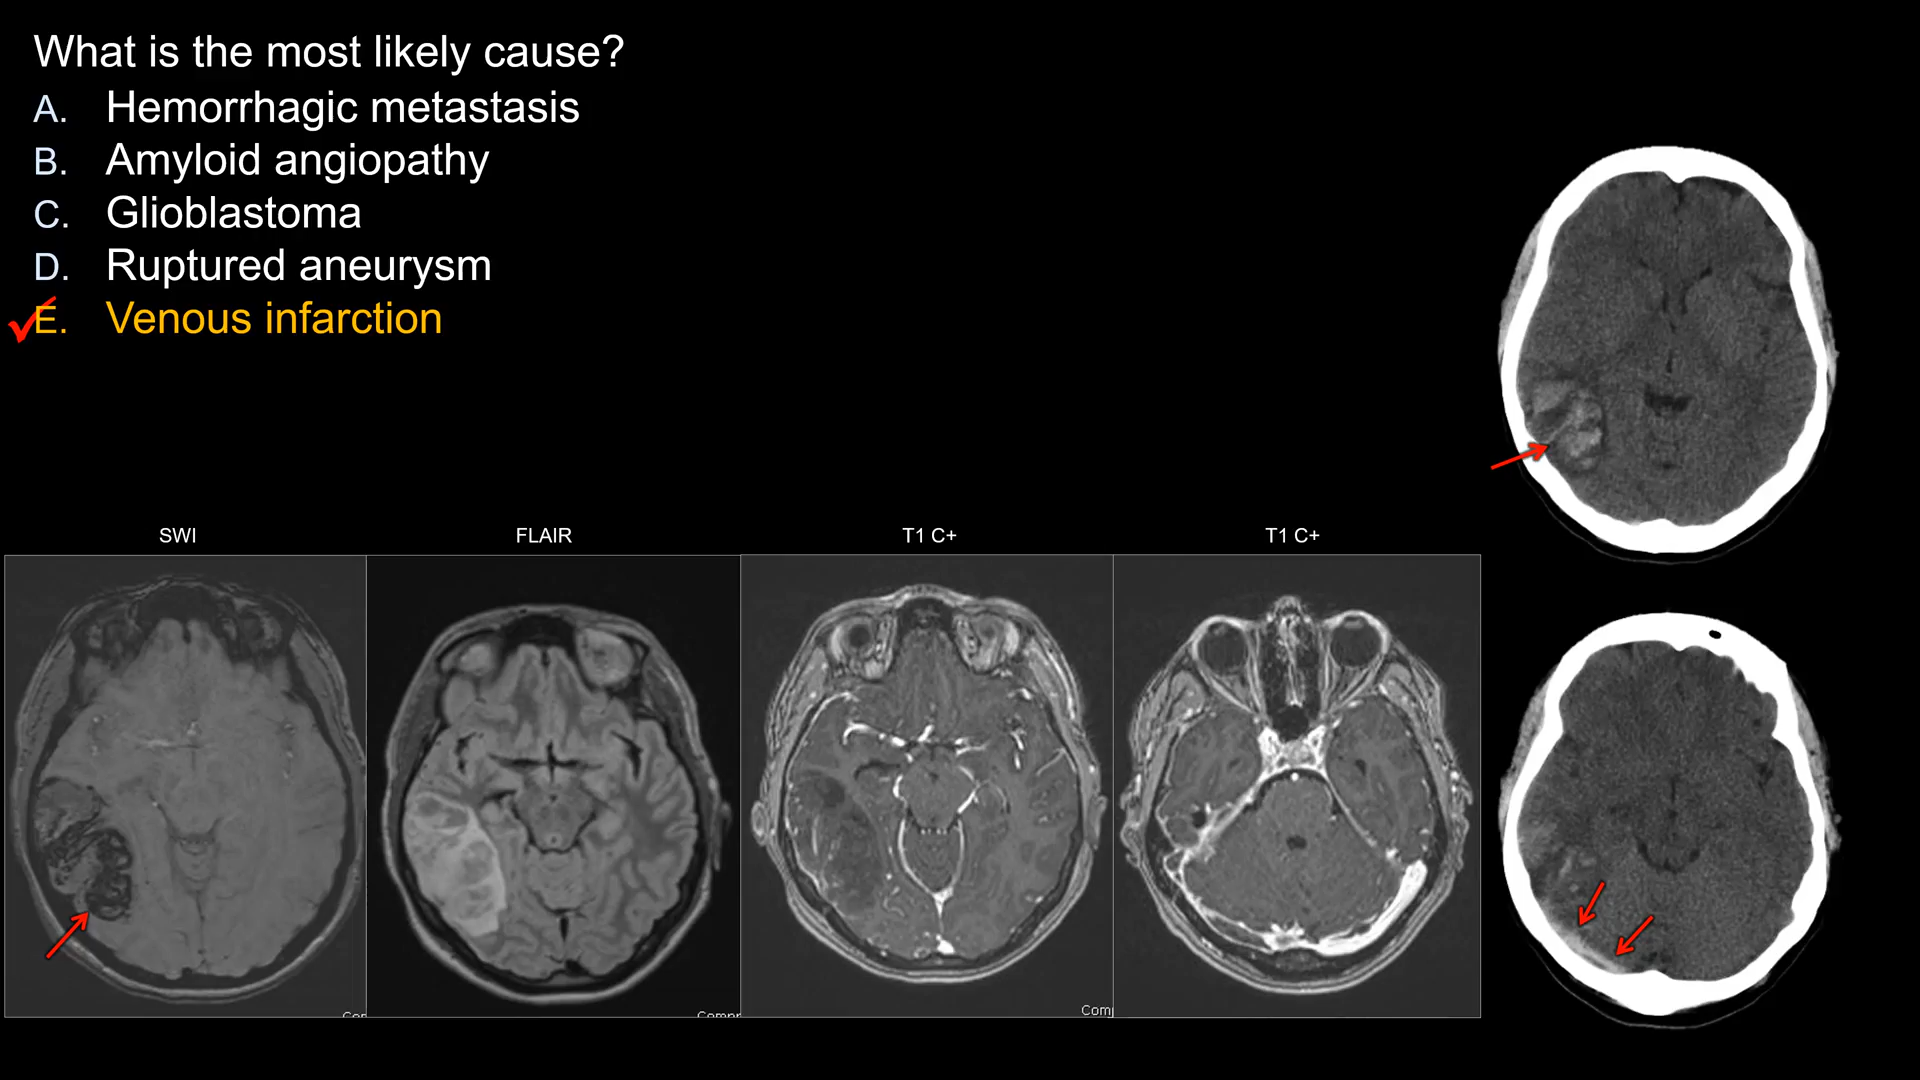 What is the most likely cause?
A. Hemorrhagic metastasis
B. Amyloid angiopathy
C. Glioblastoma
D. Ruptured aneurysm
E. Venous infarction
SWI FLAIR T1 C+ T1 C+